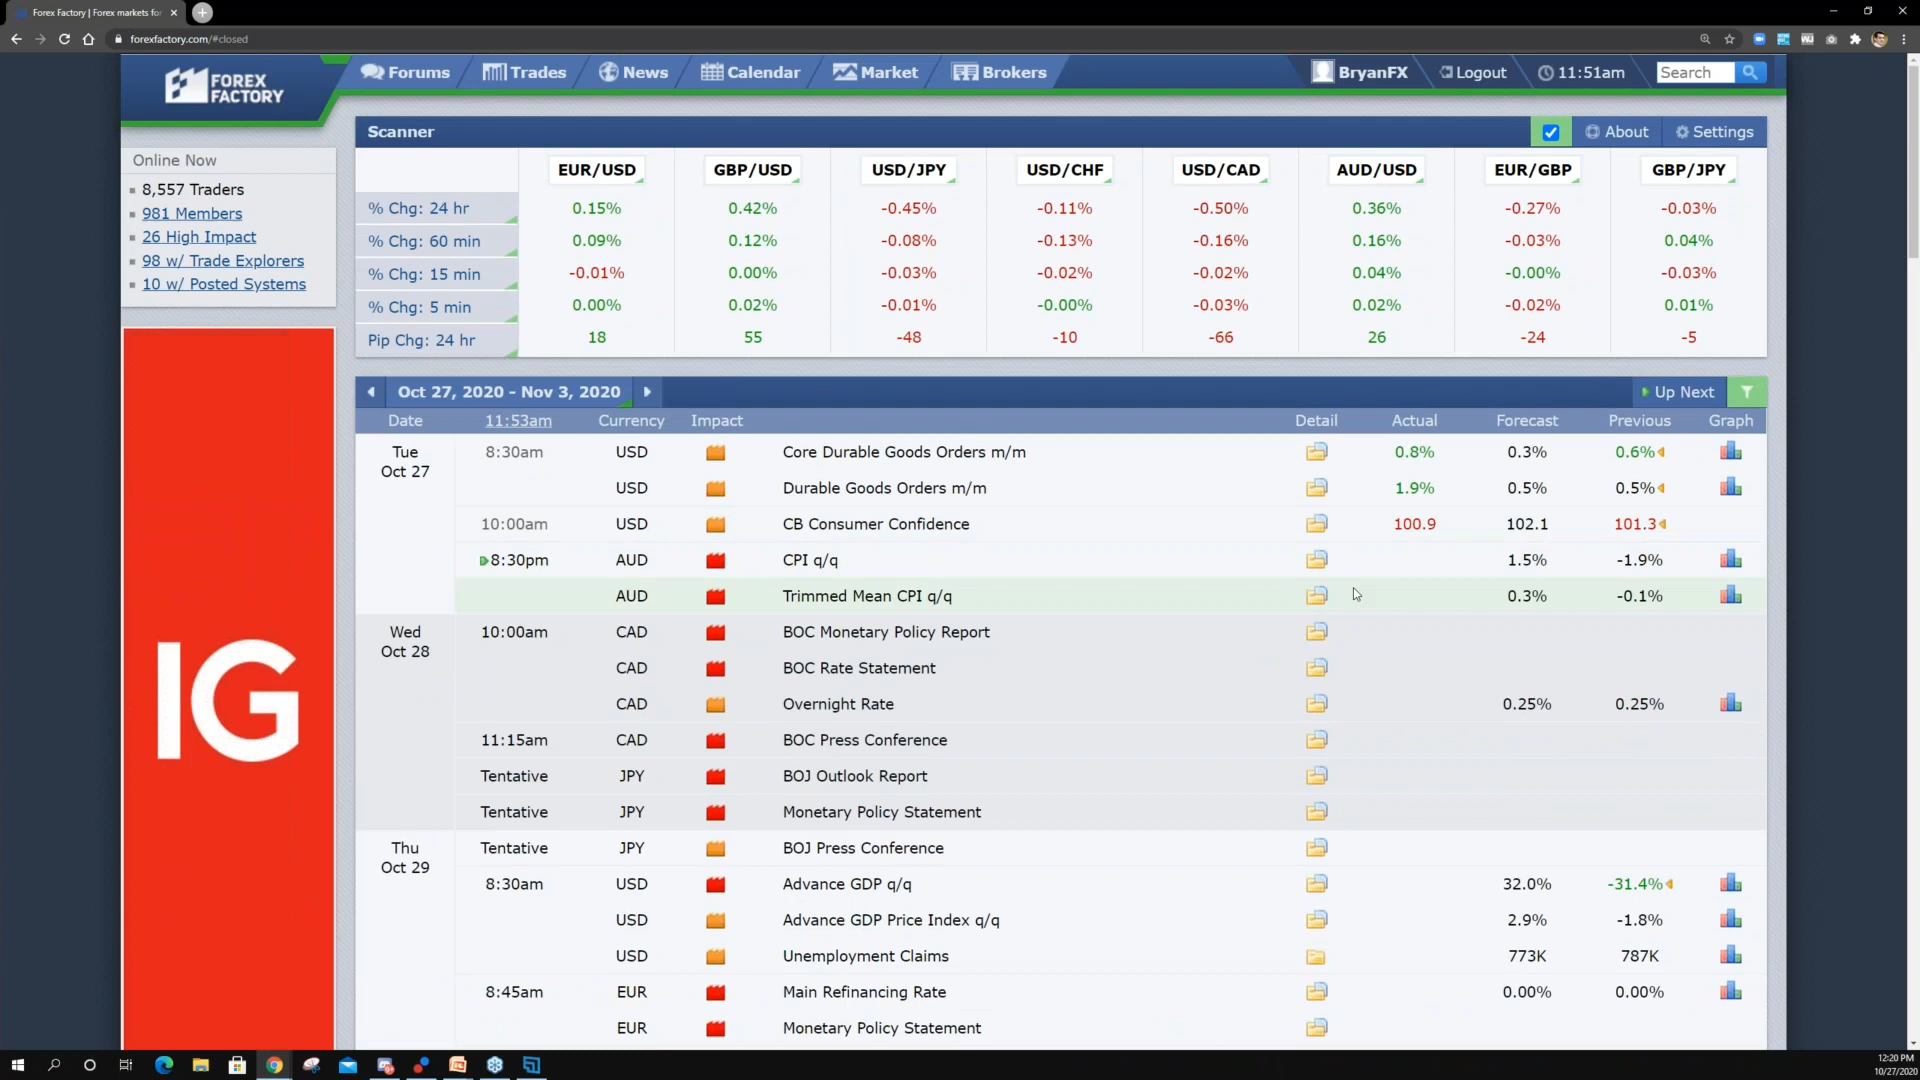 Forex Factory | Forex markets for
forexfactory.com/#closed
FOREX FACTORY
Forums Trades News Calendar Market Brokers BryanFX Logout 11:51am Search
Online Now
8,557 Traders
981 Members
26 High Impact
98 w/ Trade Explorers
10 w/ Posted Systems
IG
Scanner About Settings
EUR/USD GBP/USD USD/JPY USD/CHF USD/CAD AUD/USD EUR/GBP GBP/JPY
% Chg: 24 hr 0.15% 0.42% -0.45% -0.11% -0.50% 0.36% -0.27% -0.03%
% Chg: 60 min 0.09% 0.12% -0.08% -0.13% -0.16% 0.16% -0.03% 0.04%
% Chg: 15 min -0.01% 0.00% -0.03% -0.02% -0.02% 0.04% -0.00% -0.03%
% Chg: 5 min 0.00% 0.02% -0.01% -0.00% -0.03% 0.02% -0.02% 0.01%
Pip Chg: 24 hr 18 55 -48 -10 -66 26 -24 -5
Oct 27, 2020 - Nov 3, 2020 Up Next
Date 11:53am Currency Impact Detail Actual Forecast Previous Graph
Tue Oct 27 8:30am USD Core Durable Goods Orders m/m 0.8% 0.3% 0.6%
USD Durable Goods Orders m/m 1.9% 0.5% 0.5%
10:00am USD CB Consumer Confidence 100.9 102.1 101.3
8:30pm AUD CPI q/q 1.5% -1.9%
AUD Trimmed Mean CPI q/q 0.3% -0.1%
Wed Oct 28 10:00am CAD BOC Monetary Policy Report
CAD BOC Rate Statement
CAD Overnight Rate 0.25% 0.25%
11:15am CAD BOC Press Conference
Tentative JPY BOJ Outlook Report
Tentative JPY Monetary Policy Statement
Thu Oct 29 Tentative JPY BOJ Press Conference
8:30am USD Advance GDP q/q 32.0% -31.4%
USD Advance GDP Price Index q/q 2.9% -1.8%
USD Unemployment Claims 773K 787K
8:45am EUR Main Refinancing Rate 0.00% 0.00%
EUR Monetary Policy Statement
12:20 PM
10/27/2020